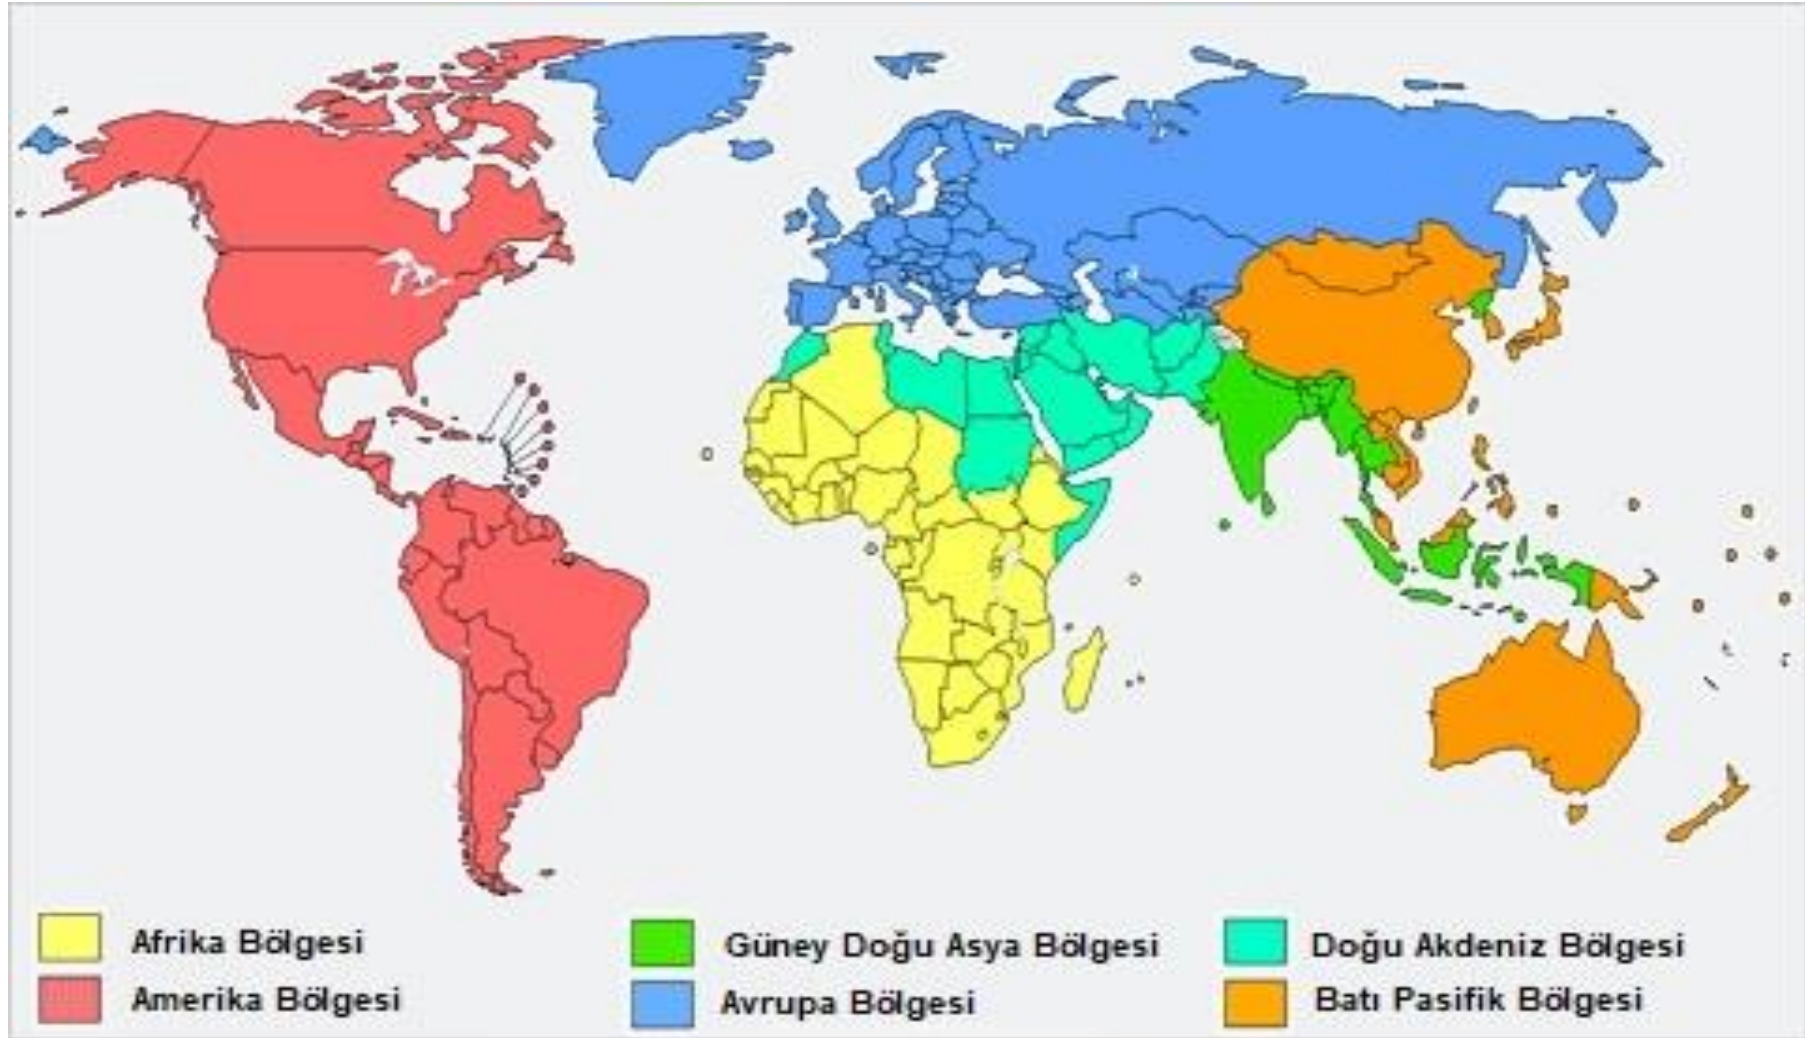 Afrika Bölgesi
Güney Doğu Asya Bölgesi
Doğu Akdeniz Bölgesi
Amerika Bölgesi
Avrupa Bölgesi
Batı Pasifik Bölgesi